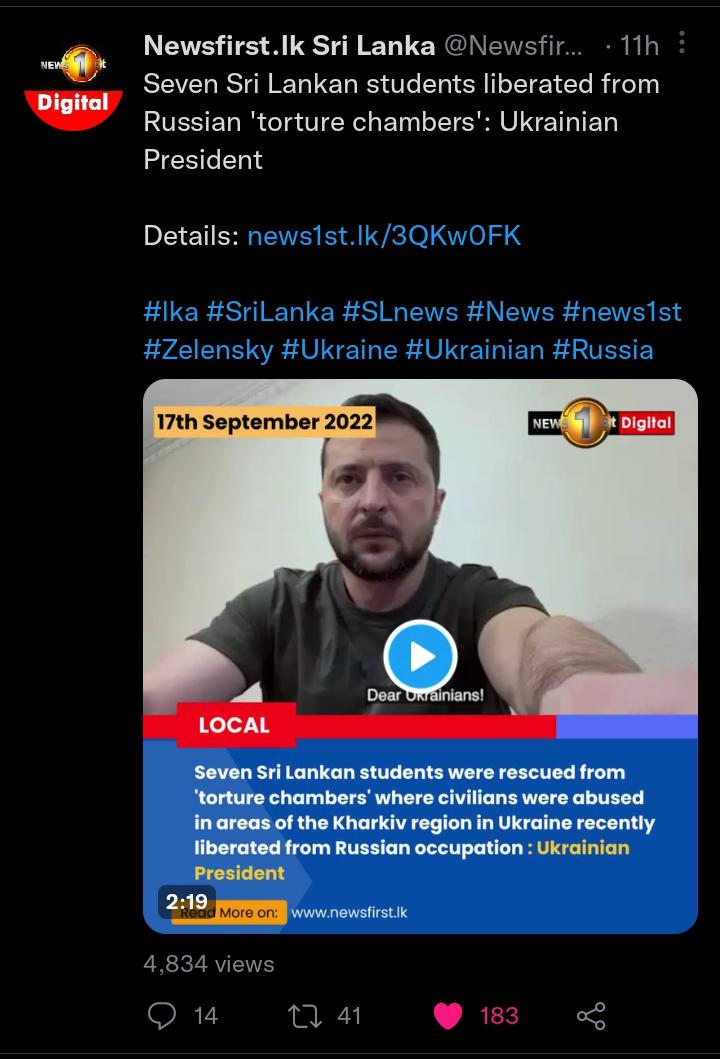 NEWS 1st
Digital
Newsfirst.lk Sri Lanka @Newsfir... · 11h
Seven Sri Lankan students liberated from
Russian 'torture chambers': Ukrainian
President
Details: news1st.lk/3QKw0FK
#lka #SriLanka #SLnews #News #news1st
#Zelensky #Ukraine #Ukrainian #Russia
17th September 2022
NEWS 1st Digital
Dear Ukrainians!
LOCAL
Seven Sri Lankan students were rescued from
'torture chambers' where civilians were abused
in areas of the Kharkiv region in Ukraine recently
liberated from Russian occupation : Ukrainian
President
2:19
Read More on: www.newsfirst.lk
4,834 views
14 41 183